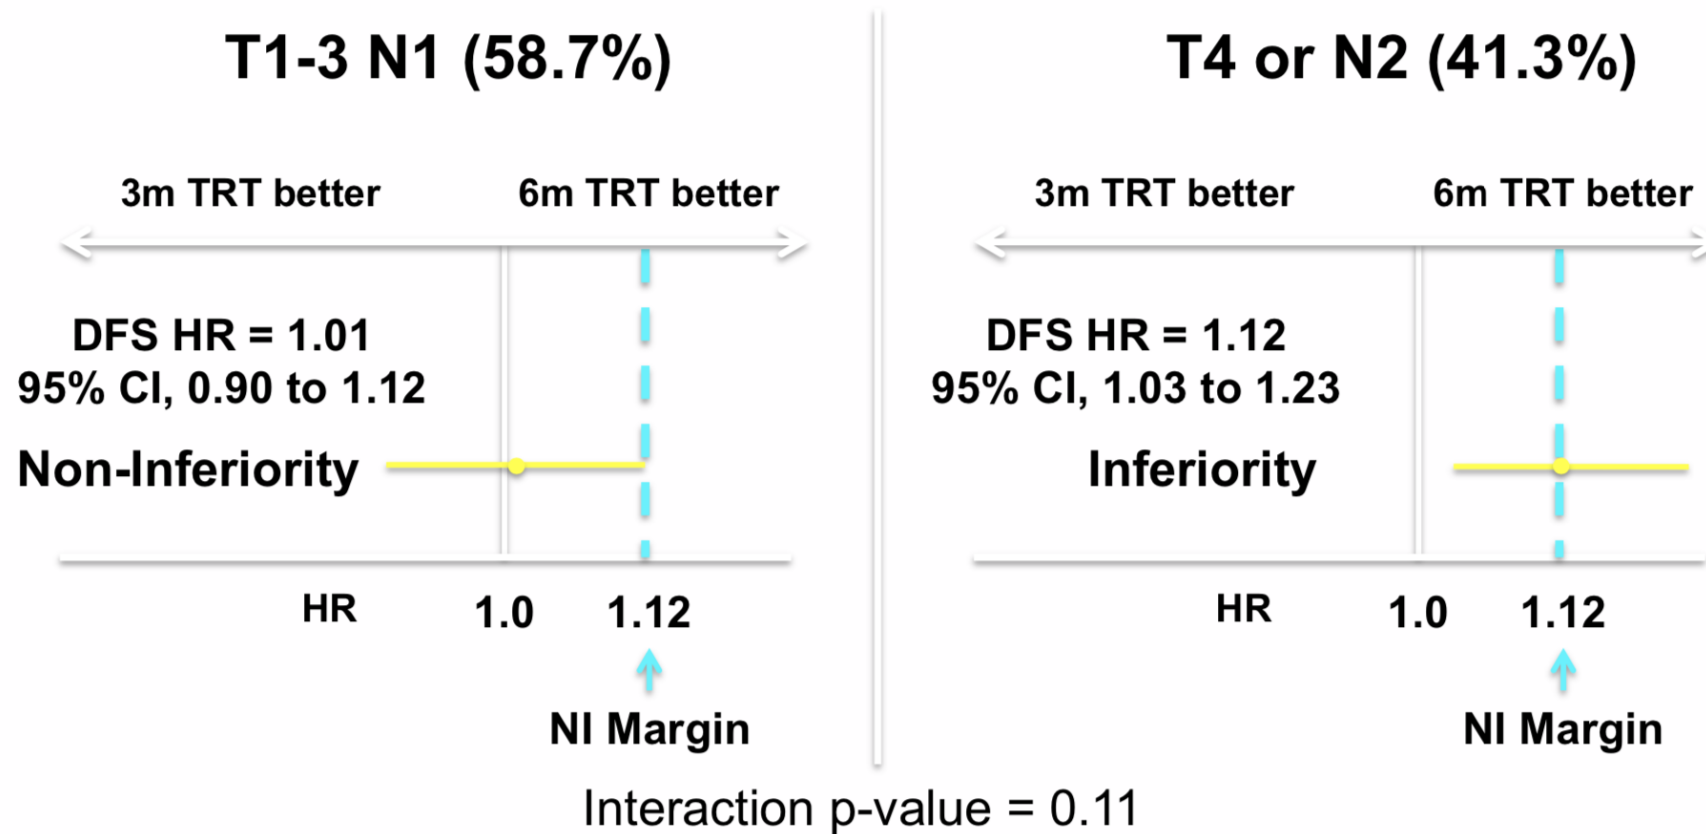 T1-3 N1 (58.7%)
3m TRT better
6m TRT better
DFS HR = 1.01
95% CI, 0.90 to 1.12
Non-Inferiority
HR
1.0
1.12
NI Margin
T4 or N2 (41.3%)
3m TRT better
6m TRT better
DFS HR = 1.12
95% CI, 1.03 to 1.23
Inferiority
HR
1.0
1.12
NI Margin
Interaction p-value = 0.11